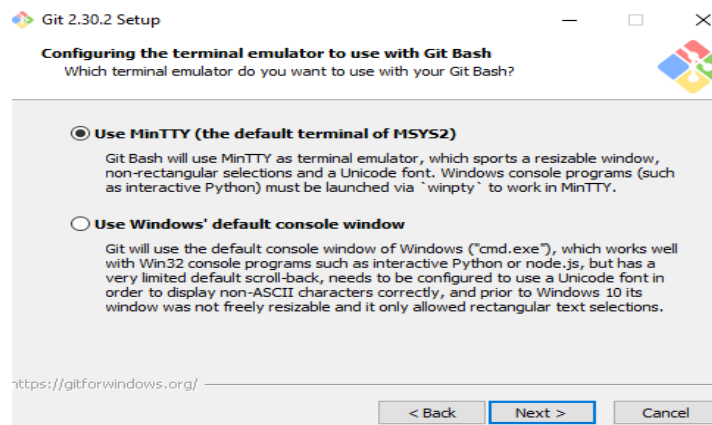 Git 2.30.2 Setup
Configuring the terminal emulator to use with Git Bash
Which terminal emulator do you want to use with your Git Bash?
Use MinTTY (the default terminal of MSYS2)
Git Bash will use MinTTY as terminal emulator, which sports a resizable window,
non-rectangular selections and a Unicode font. Windows console programs (such
as interactive Python) must be launched via `winpty` to work in MinTTY.
Use Windows' default console window
Git will use the default console window of Windows ("cmd.exe"), which works well
with Win32 console programs such as interactive Python or node.js, but has a
very limited default scroll-back, needs to be configured to use a Unicode font in
order to display non-ASCII characters correctly, and prior to Windows 10 its
window was not freely resizable and it only allowed rectangular text selections.
https://gitforwindows.org/
< Back Next > Cancel